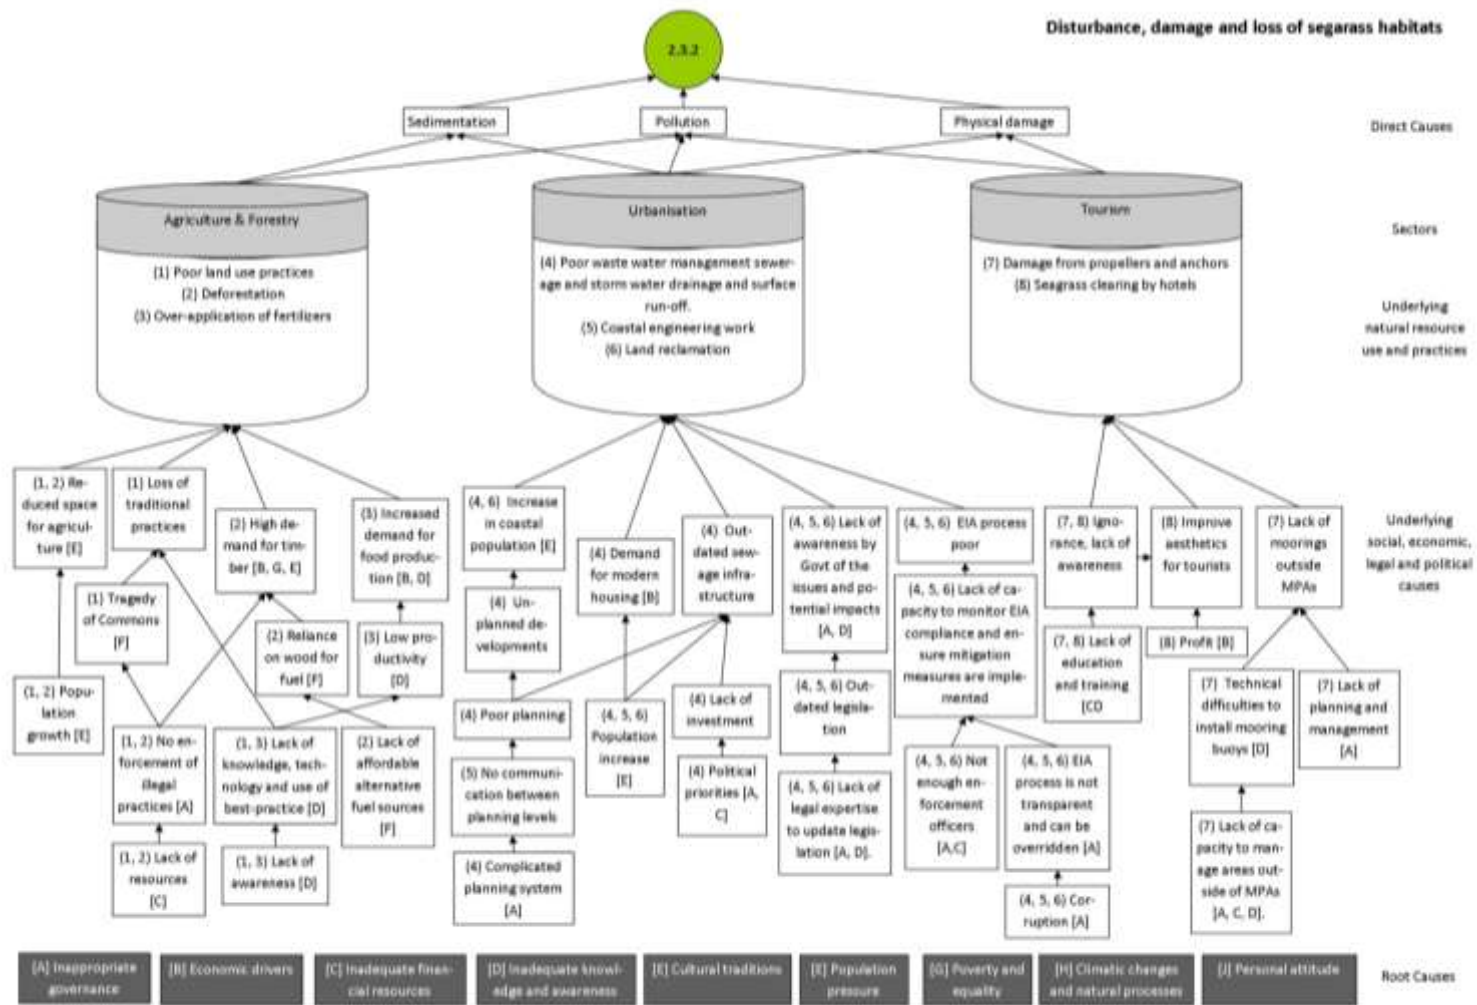 Disturbance, damage and loss of segarass habitats
2.3.2
Sedimentation
Pollution
Physical damage
Direct Causes
Agriculture & Forestry
Urbanisation
Tourism
Sectors
(1) Poor land use practices
(2) Deforestation
(3) Over-application of fertilizers
(4) Poor waste water management sewer-
age and storm water drainage and surface
run-off.
(5) Coastal engineering work
(6) Land reclamation
(7) Damage from propellers and anchors
(8) Seagrass clearing by hotels
Underlying
natural resource
use and practices
(1, 2) Re-
duced space
for agricul-
ture [E]
(1) Loss of
traditional
practices
(2) High de-
mand for tim-
ber [B, G, E]
(3) Increased
demand for
food produc-
tion [B, D]
(4, 6) Increase
in coastal
population [E]
(4) Demand
for modern
housing [B]
(4) Out-
dated sew-
age infra-
structure
(4, 5, 6) Lack of
awareness by
Govt of the
issues and po-
tential impacts
[A, D]
(4, 5, 6) EIA process
poor
(7, 8) Igno-
rance, lack of
awareness
(8) Improve
aesthetics
for tourists
(7) Lack of
moorings
outside
MPAs
Underlying
social, economic,
legal and political
causes
(1) Tragedy
of Commons
[F]
(2) Reliance
on wood for
fuel [F]
(3) Low pro-
ductivity
[D]
(4) Un-
planned de-
velopments
(4, 5, 6) Lack of ca-
pacity to monitor EIA
compliance and en-
sure mitigation
measures are imple-
mented
(7, 8) Lack of
education
and training
[CD
(8) Profit [B]
(1, 2) Popu-
lation
growth [E]
(1, 2) No en-
forcement of
illegal
practices [A]
(1, 3) Lack of
knowledge, tech-
nology and use of
best-practice [D]
(2) Lack of
affordable
alternative
fuel sources
[F]
(4) Poor planning
(4, 5, 6)
Population
increase
[E]
(4) Lack of
investment
(4, 5, 6) Out-
dated legisla-
tion
(7) Technical
difficulties to
install mooring
buoys [D]
(7) Lack of
planning and
management
[A]
(5) No communi-
cation between
planning levels
(4) Political
priorities [A,
C]
(4, 5, 6) Lack of
legal expertise
to update legis-
lation [A, D].
(4, 5, 6) Not
enough en-
forcement
officers
[A,C]
(4, 5, 6) EIA
process is not
transparent
and can be
overridden [A]
(1, 2) Lack of
resources
[C]
(1, 3) Lack of
awareness [D]
(4) Complicated
planning system
[A]
(4, 5, 6) Cor-
ruption [A]
(7) Lack of ca-
pacity to man-
age areas out-
side of MPAs
[A, C, D].
[A] Inappropriate
governance
[B] Economic drivers
[C] Inadequate finan-
cial resources
[D] Inadequate knowl-
edge and awareness
[E] Cultural traditions
[E] Population
pressure
[G] Poverty and
equality
[H] Climatic changes
and natural processes
[J] Personal attitude
Root Causes